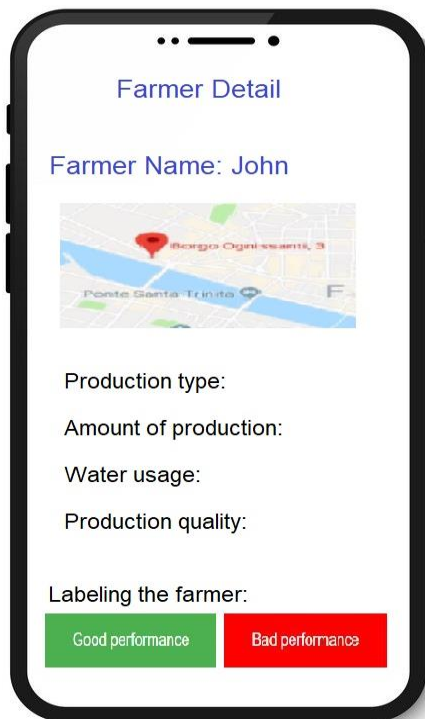 Farmer Detail
Farmer Name: John
Borgo Ognissanti, 3
Ponte Santa Trinita
F
Production type:
Amount of production:
Water usage:
Production quality:
Labeling the farmer:
Good performance Bad performance